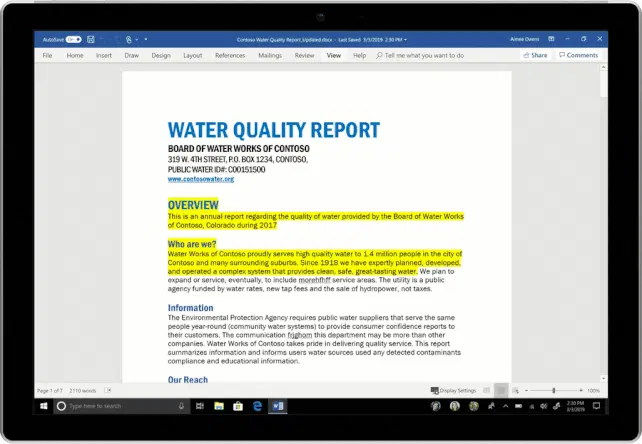 AutoSave On Contoso Water Quality Report_Updated.docx - Last Saved 3/3/2019 2:30 PM Aimee Owens
File Home Insert Draw Design Layout References Mailings Review View Help Tell me what you want to do Share Comments
WATER QUALITY REPORT
BOARD OF WATER WORKS OF CONTOSO
319 W. 4TH STREET, P.O. BOX 1234, CONTOSO,
PUBLIC WATER ID#: CO0151500
www.contosowater.org
OVERVIEW
This is an annual report regarding the quality of water provided by the Board of Water Works
of Contoso, Colorado during 2017
Who are we?
Water Works of Contoso proudly serves high quality water to 1.4 million people in the city of
Contoso and many surrounding suburbs. Since 1918 we have expertly planned, developed,
and operated a complex system that provides clean, safe, great-tasting water. We plan to
expand or service, eventually, to include morehfhff service areas. The utility is a public
agency funded by water rates, new tap fees and the sale of hydropower, not taxes.
Information
The Environmental Protection Agency requires public water suppliers that serve the same
people year-round (community water systems) to provide consumer confidence reports to
their customers. The communication frighom this department may be more than other
companies. Water Works of Contoso takes pride in delivering quality service. This report
summarizes information and informs users water sources used any detected contaminants
compliance and educational information.
Our Reach
Page 1 of 7 2110 words Display Settings 100%
Type here to search 2:30 PM
3/3/2019